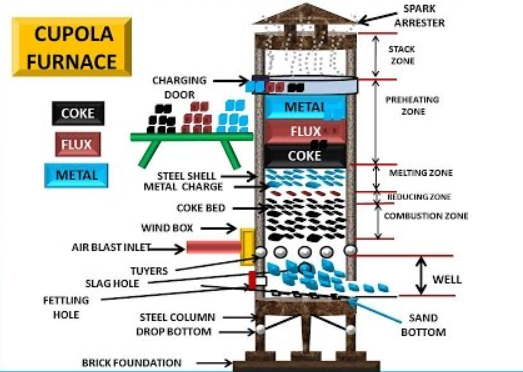 CUPOLA
FURNACE
SPARK
ARRESTER
STACK
ZONE
CHARGING
DOOR
COKE
FLUX
METAL
METAL
FLUX
COKE
PREHEATING
ZONE
STEEL SHELL
METAL CHARGE
MELTING ZONE
REDUCING ZONE
COKE BED
COMBUSTION ZONE
WIND BOX
AIR BLAST INLET
TUYERS
SLAG HOLE
WELL
FETTLING
HOLE
STEEL COLUMN
DROP BOTTOM
SAND
BOTTOM
BRICK FOUNDATION